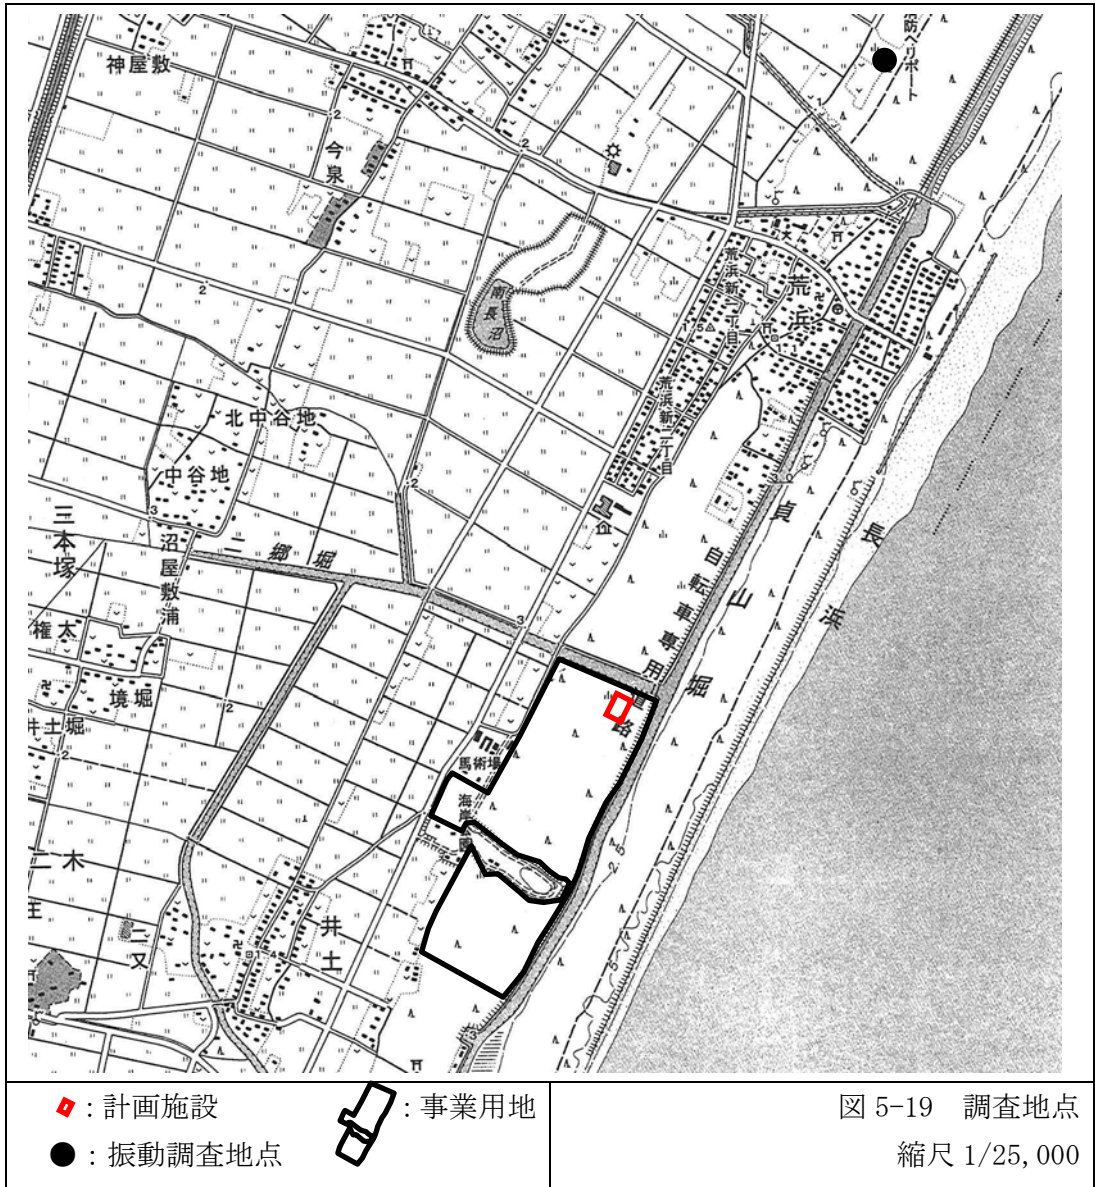 神屋敷
今泉
防ヘリポート
南長沼
荒浜新一丁目
荒浜
荒浜新二丁目
北中谷地
中谷地
三本塚
沼屋敷浦
二郷堀
権太
境堀
井土堀
自転車専用道路
貞山堀
長浜
馬術場
海岸公園
二木
二又
井土
:計画施設
:事業用地
:振動調査地点
図 5-19 調査地点
縮尺 1/25,000